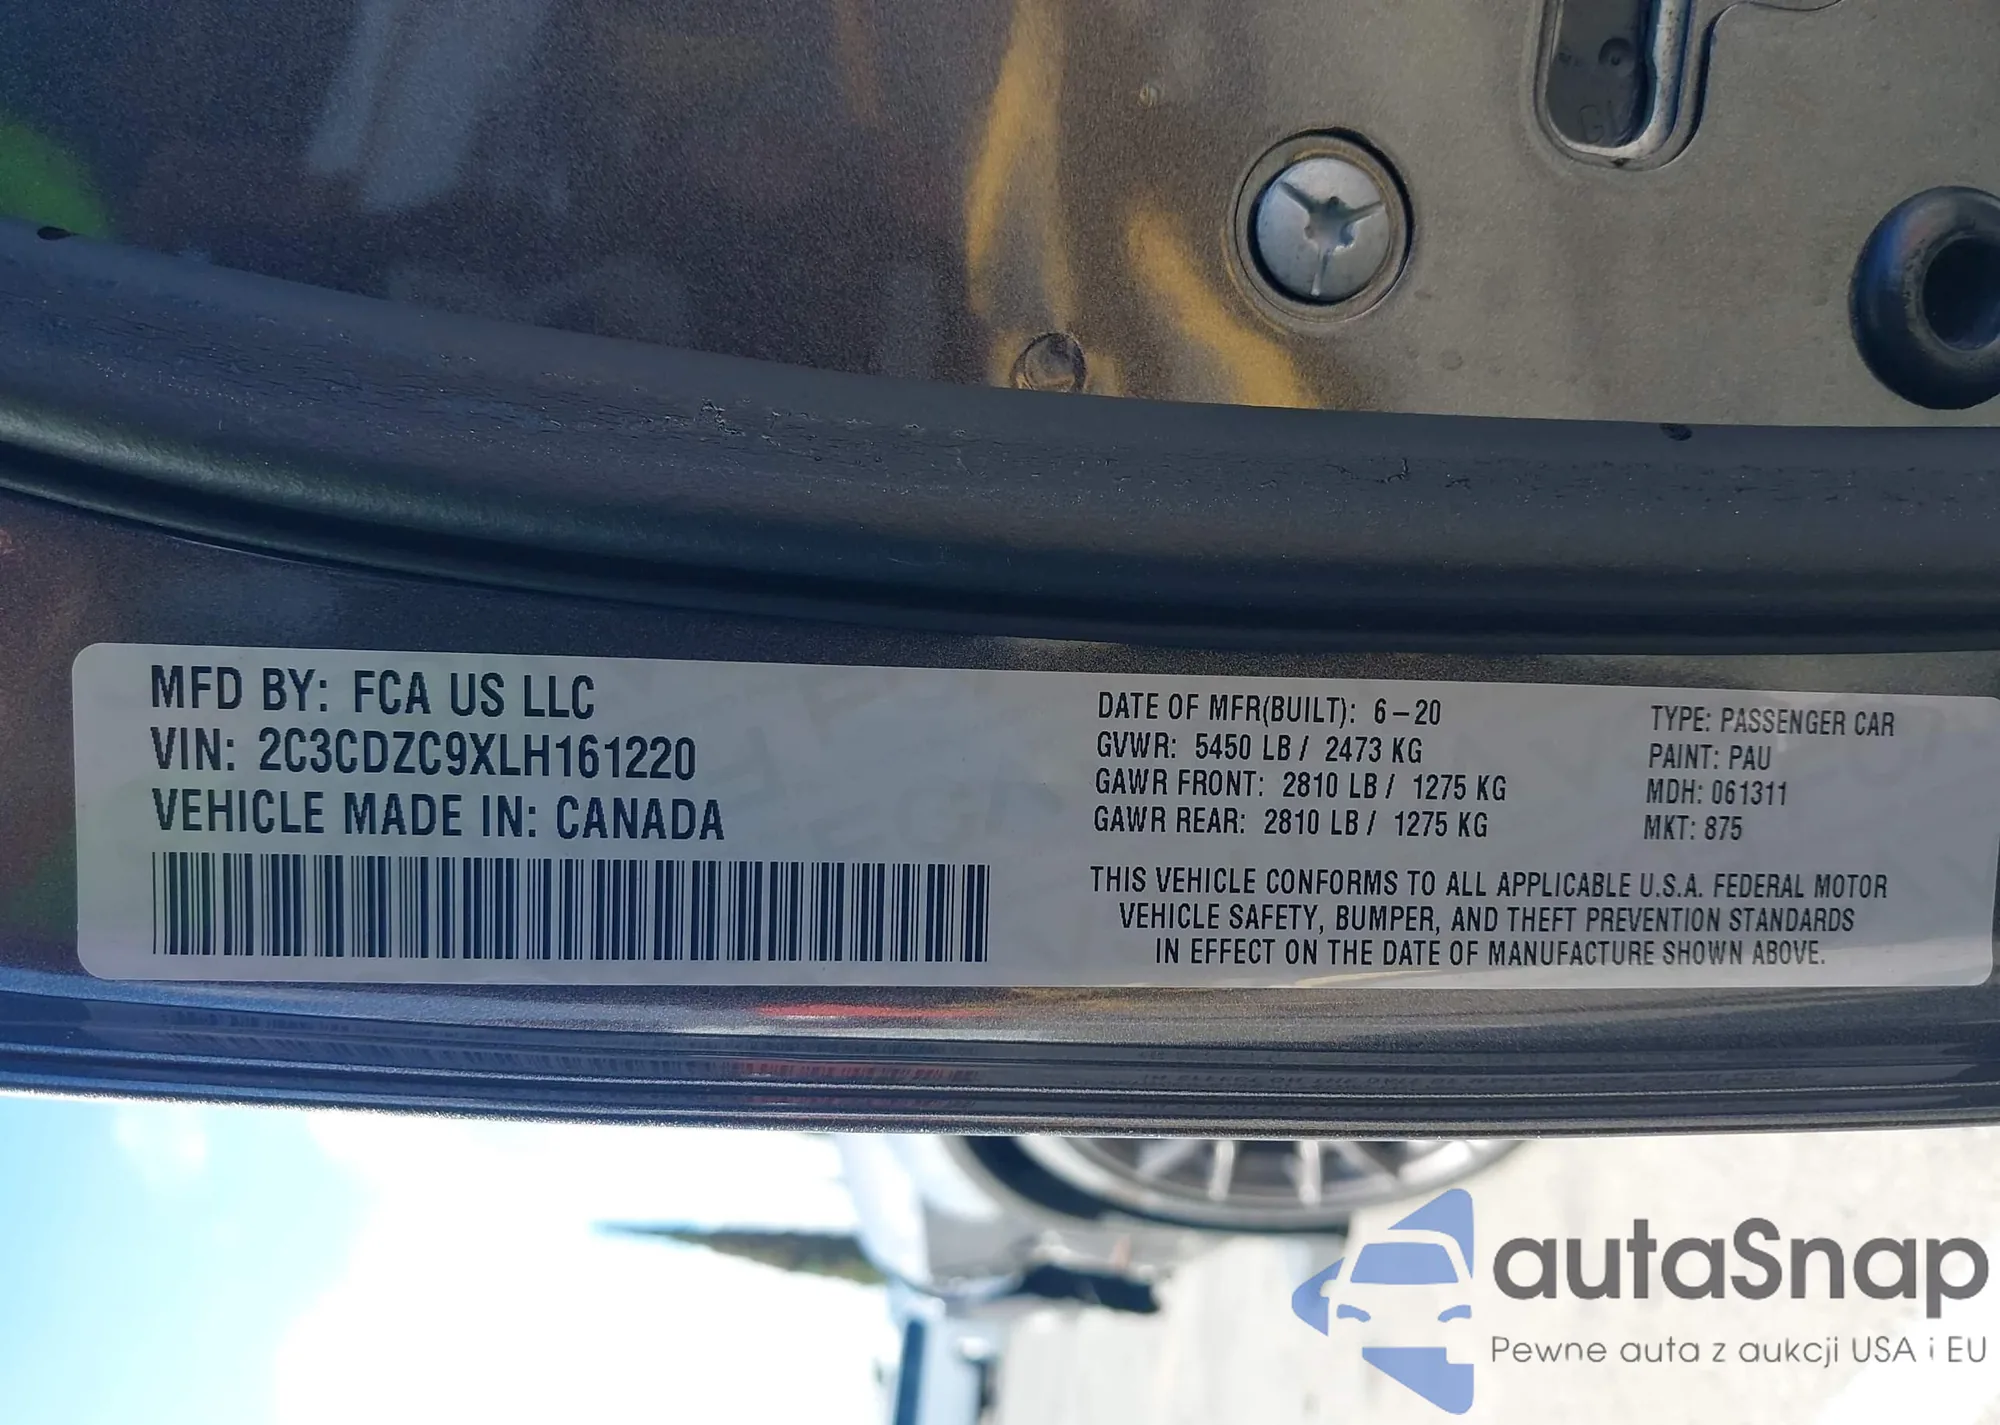 MFD BY: FCA US LLC
VIN: 2C3CDZC9XLH161220
VEHICLE MADE IN: CANADA
DATE OF MFR(BUILT): 6-20
GVWR: 5450 LB / 2473 KG
GAWR FRONT: 2810 LB / 1275 KG
GAWR REAR: 2810 LB / 1275 KG
TYPE: PASSENGER CAR
PAINT: PAU
MDH: 061311
MKT: 875
THIS VEHICLE CONFORMS TO ALL APPLICABLE U.S.A. FEDERAL MOTOR
VEHICLE SAFETY, BUMPER, AND THEFT PREVENTION STANDARDS
IN EFFECT ON THE DATE OF MANUFACTURE SHOWN ABOVE.
autaSnap
Pewne auta z aukcji USA i EU